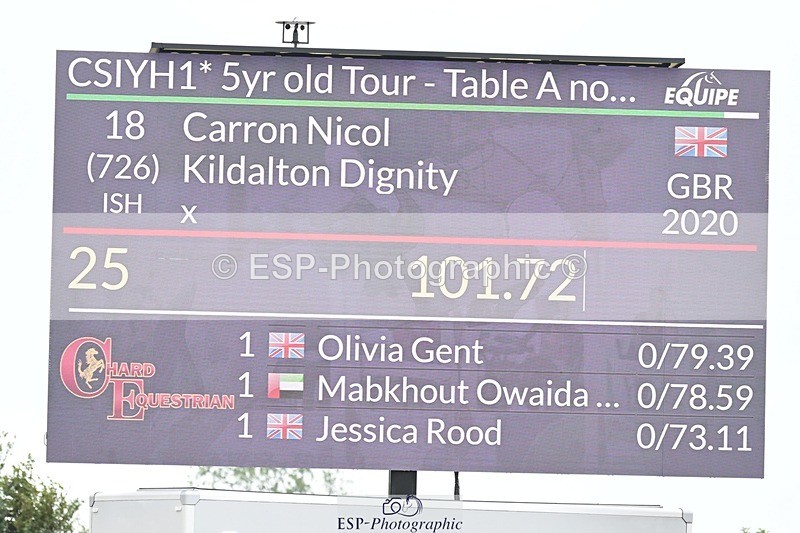 CSIYH1* 5yr old Tour - Table A no...
EQUIPE
18 Carron Nicol
(726) Kildalton Dignity
GBR
ISH x
2020
25 101.72
© ESP-Photographic ©
1 Olivia Gent 0/79.39
1 Mabkhout Owaida ... 0/78.59
1 Jessica Rood 0/73.11
CHARD
EQUESTRIAN
ESP-Photographic